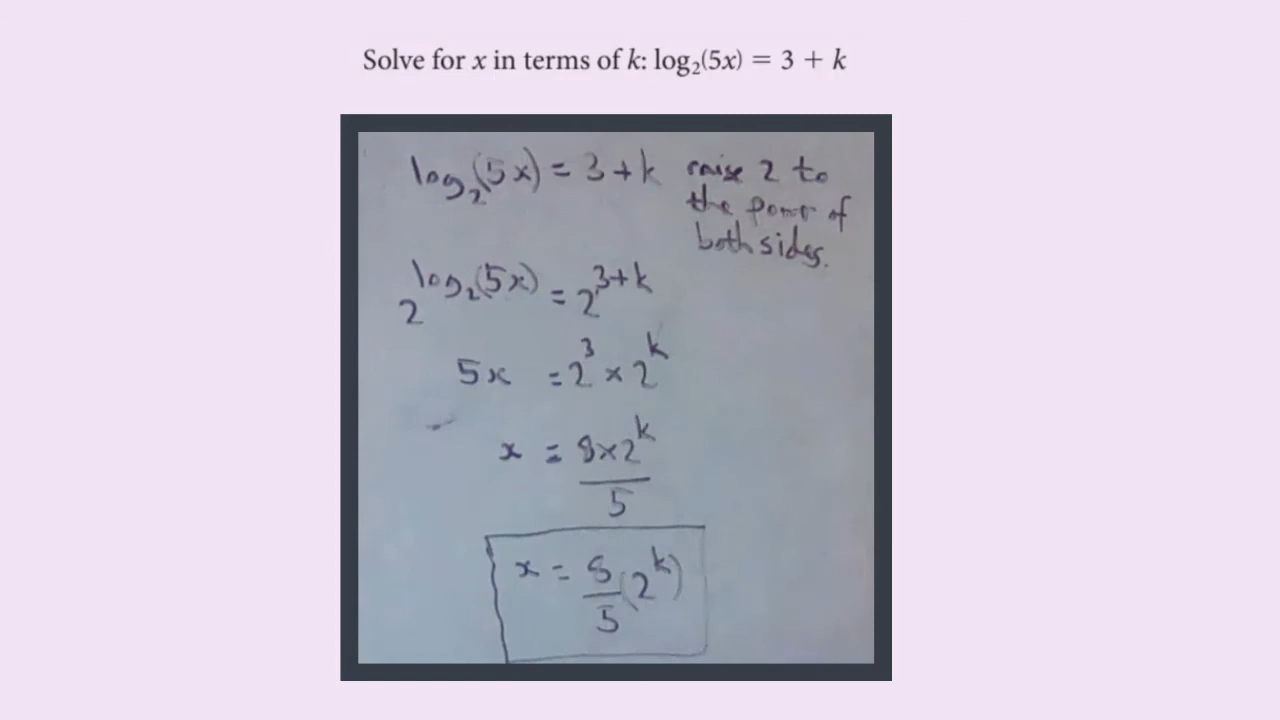 Solve for x in terms of k: log₂(5x) = 3 + k
log₂(5x) = 3 + k raise 2 to
the power of
both sides.
2^(log₂(5x)) = 2^(3+k)
5x = 2³ × 2^k
x = 8×2^k / 5
x = 8/5 (2^k)